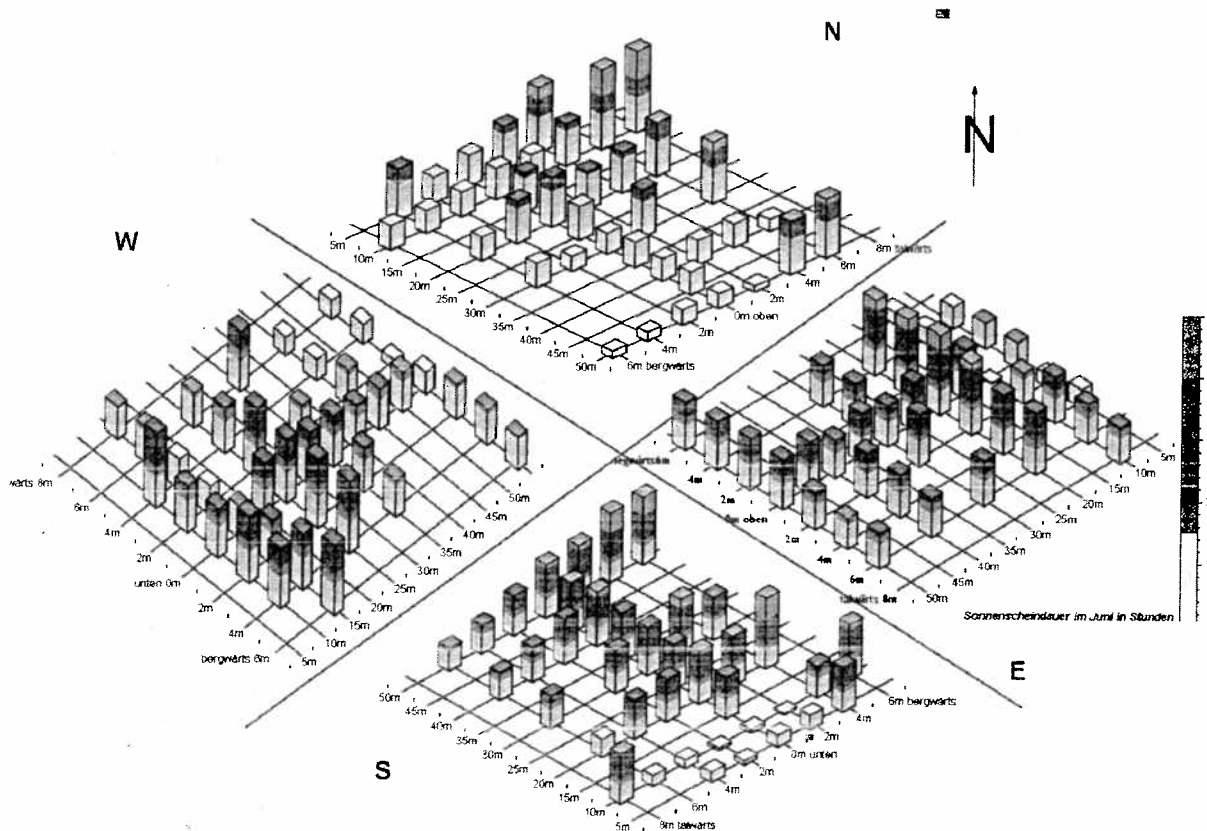 N
N
W
5m
10m
15m
20m
25m
30m
35m
40m
45m
50m
6m bergwärts
4m
2m
0m oben
2m
4m
6m
8m talwärts
wärts 8m
6m
4m
2m
unten 0m
2m
4m
bergwärts 6m
5m
10m
15m
20m
25m
30m
35m
40m
45m
50m
bergwärts6m
4m
2m
0m oben
2m
4m
6m
talwärts 8m
50m
45m
40m
35m
30m
25m
20m
15m
10m
5m
Sonnenscheindauer im Juni in Stunden
E
S
50m
45m
40m
35m
30m
25m
20m
15m
10m
5m
8m talwärts
6m
4m
2m
0m unten
2m
4m
6m bergwärts